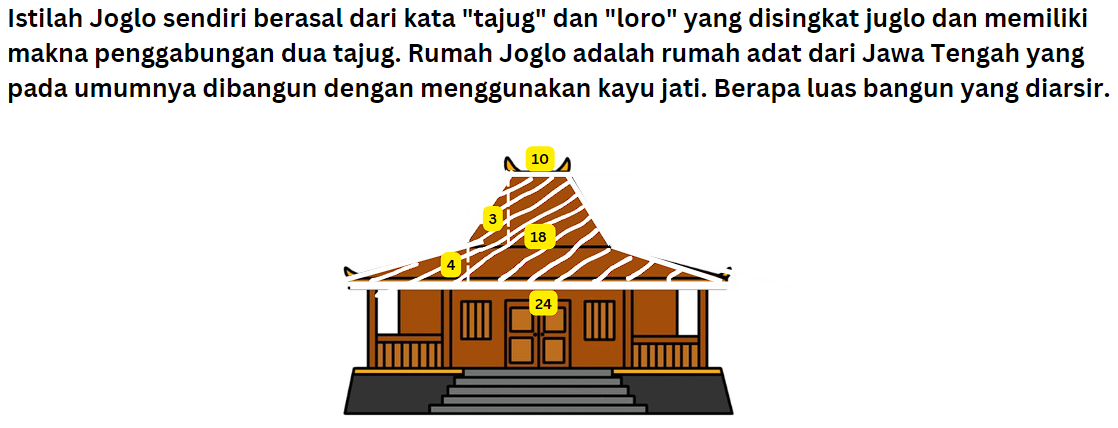 Istilah Joglo sendiri berasal dari kata "tajug" dan "loro" yang disingkat juglo dan memiliki
makna penggabungan dua tajug. Rumah Joglo adalah rumah adat dari Jawa Tengah yang
pada umumnya dibangun dengan menggunakan kayu jati. Berapa luas bangun yang diarsir.
10
3
18
4
24